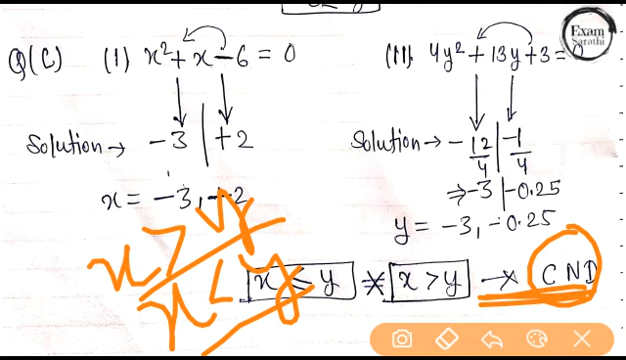 Q(C) (I) x² + x - 6 = 0
Solution → -3 | +2
x = -3, +2
(II) 4y² + 13y + 3 = 0
Exam Sarathi
Solution → -12/4 | -1/4
⇒ -3 | -0.25
y = -3, -0.25
x > y
x < y
x ≤ y * x > y → CND